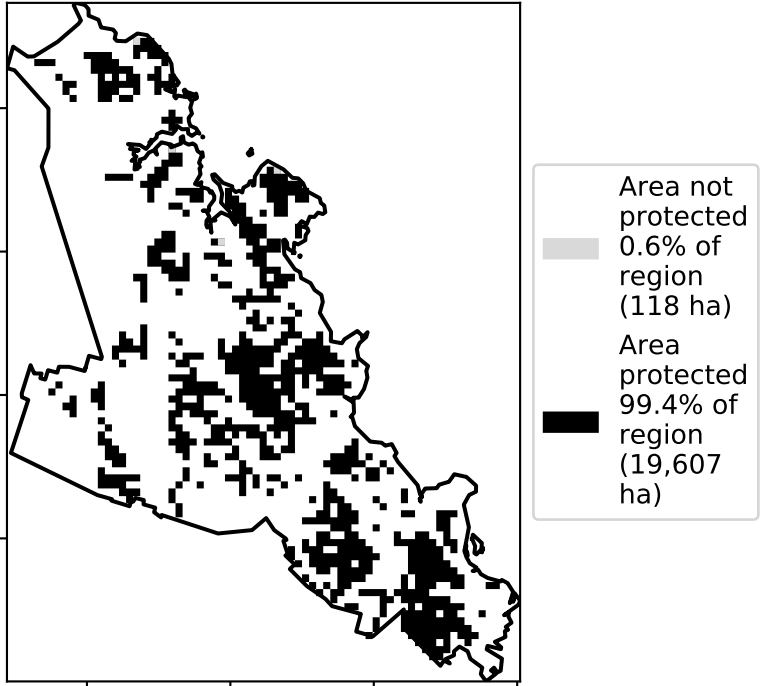 Area not
protected
0.6% of
region
(118 ha)
Area
protected
99.4% of
region
(19,607
ha)